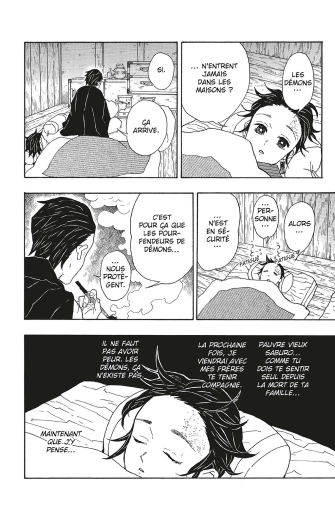 LES
DÉMONS
...
... N'ENTRENT
JAMAIS
DANS LES
MAISONS ?
SI.
ÇA
ARRIVE.
ALORS
...
...
PER-
SONNE
...
...
N'EST
EN SÉ-
CURITÉ
...
FATIGUÉ
FATIGUÉ
C'EST
POUR ÇA QUE
LES POUR-
FENDEURS DE
DÉMONS...
...
NOUS
PROTÈ-
GENT.
PAUVRE VIEUX
SABURO...
... COMME TU
DOIS TE SENTIR
SEUL DEPUIS
LA MORT DE TA
FAMILLE...
LA PROCHAINE
FOIS, JE
VIENDRAI AVEC
MES FRÈRES
TE TENIR
COMPAGNIE.
IL NE FAUT
PAS AVOIR
PEUR. LES
DÉMONS, ÇA
N'EXISTE PAS.
MAINTENANT
QUE J'Y
PENSE...